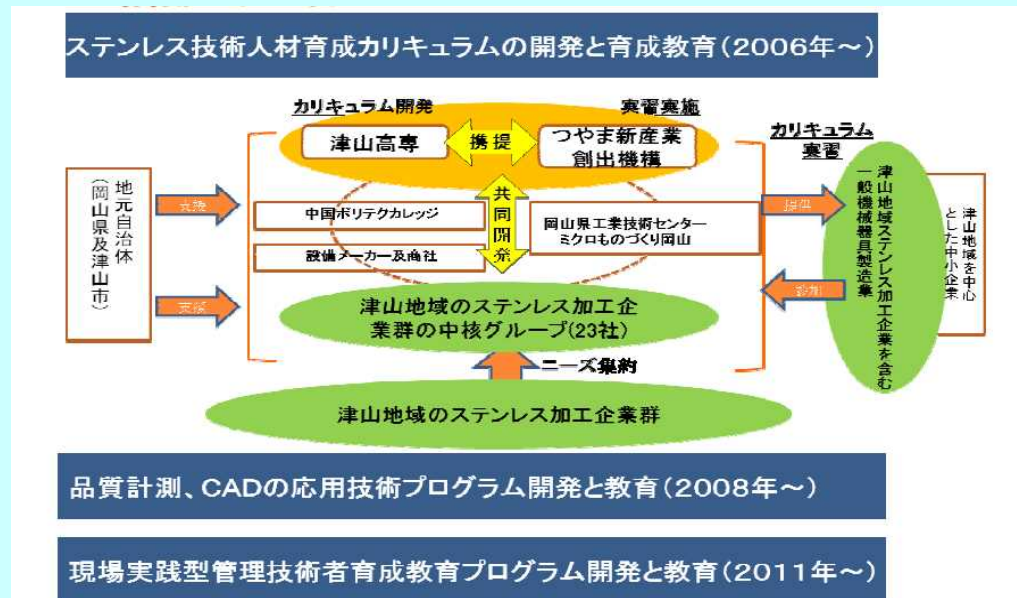 ステンレス技術人材育成カリキュラムの開発と育成教育（2006年～）
カリキュラム開発
実習実施
津山高専
携提
つやま新産業
創出機構
カリキュラム
実習
地元自治体
（岡山県及津山市）
支援
支援
中国ポリテクカレッジ
設備メーカー及商社
共同開発
岡山県工業技術センター
ミクロものづくり岡山
提供
参加
津山地域ステンレス加工企業を含む
一般機械器具製造業
津山地域を中心
とした中小企業
津山地域のステンレス加工企
業群の中核グループ(23社)
ニーズ集約
津山地域のステンレス加工企業群
品質計測、CADの応用技術プログラム開発と教育（2008年～）
現場実践型管理技術者育成教育プログラム開発と教育（2011年～）